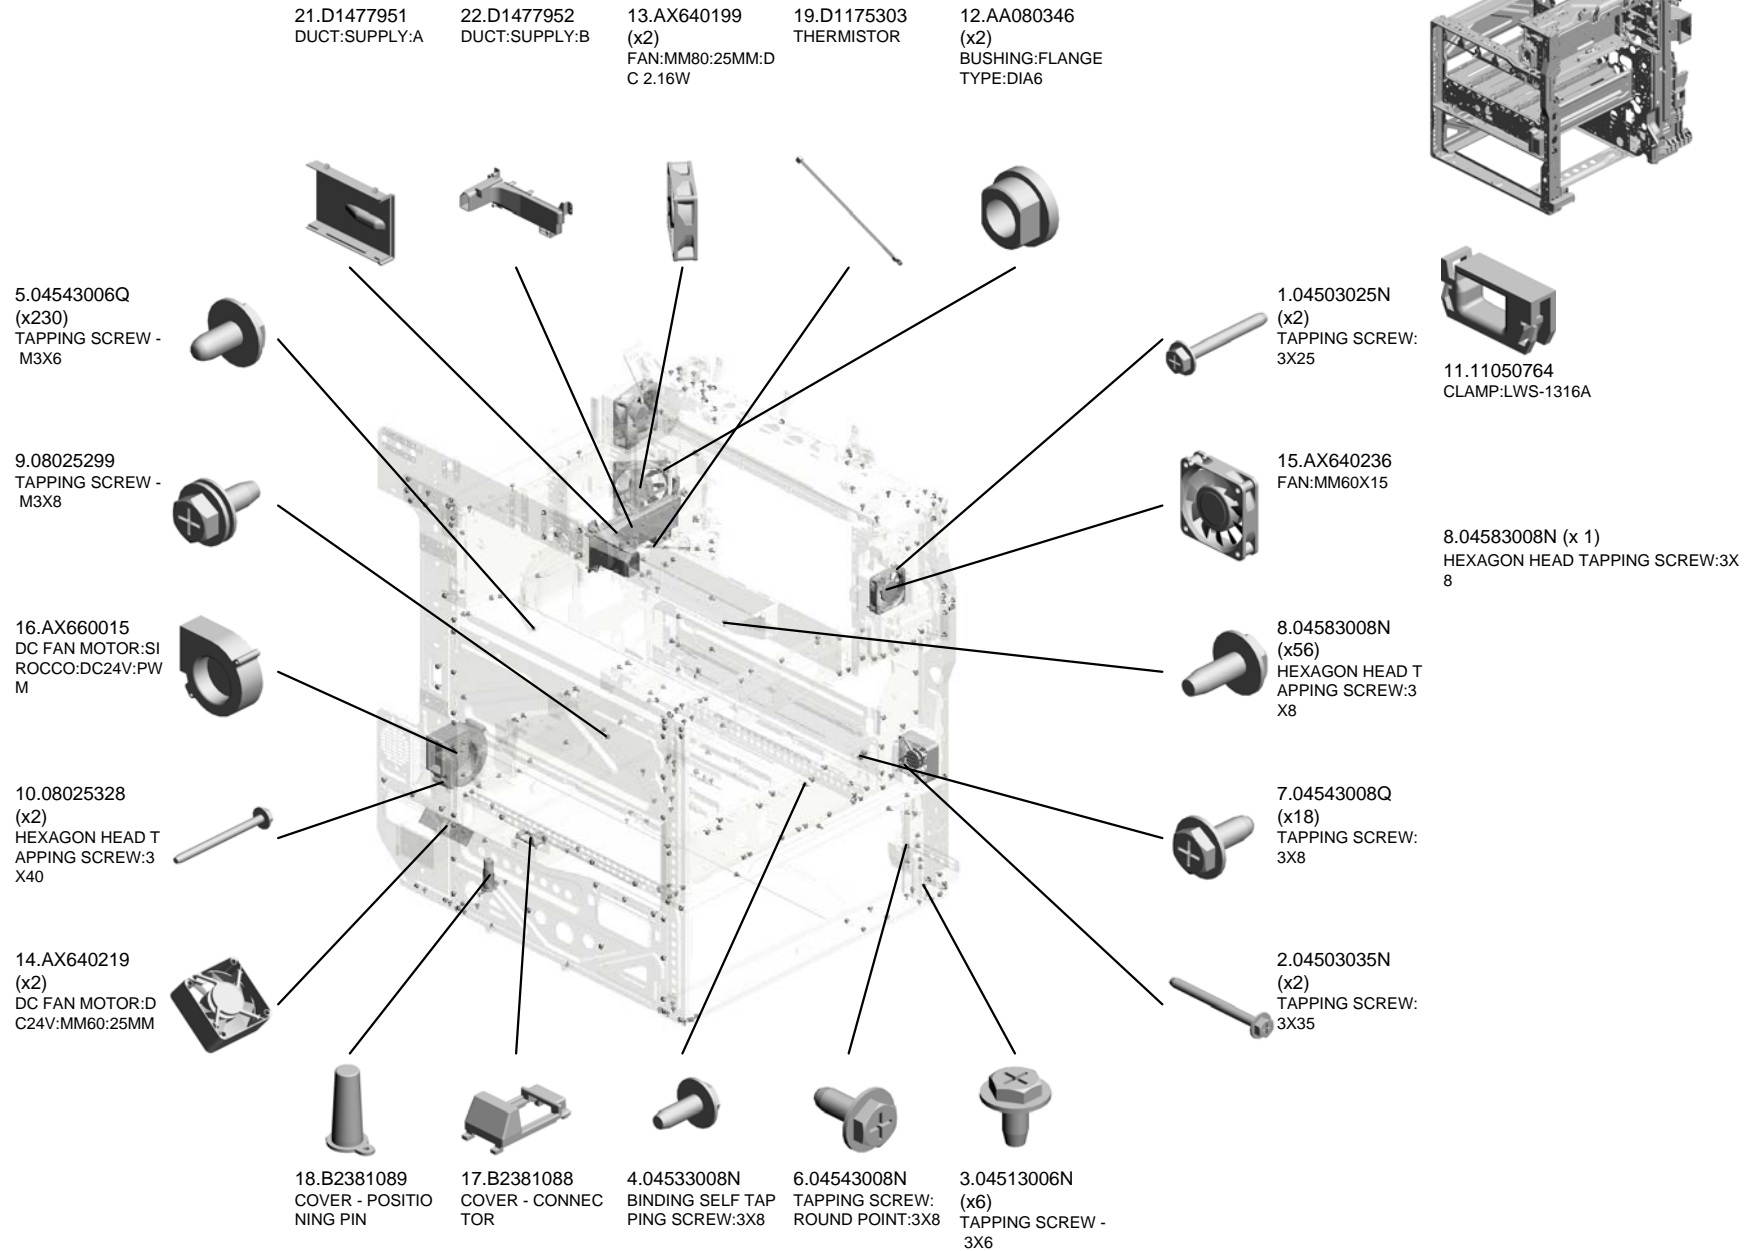 21.D1477951
DUCT:SUPPLY:A
22.D1477952
DUCT:SUPPLY:B
13.AX640199
(x2)
FAN:MM80:25MM:D
C 2.16W
19.D1175303
THERMISTOR
12.AA080346
(x2)
BUSHING:FLANGE
TYPE:DIA6
5.04543006Q
(x230)
TAPPING SCREW -
M3X6
9.08025299
TAPPING SCREW -
M3X8
16.AX660015
DC FAN MOTOR:SI
ROCCO:DC24V:PW
M
10.08025328
(x2)
HEXAGON HEAD T
APPING SCREW:3
X40
14.AX640219
(x2)
DC FAN MOTOR:D
C24V:MM60:25MM
1.04503025N
(x2)
TAPPING SCREW:
3X25
15.AX640236
FAN:MM60X15
8.04583008N
(x56)
HEXAGON HEAD T
APPING SCREW:3
X8
7.04543008Q
(x18)
TAPPING SCREW:
3X8
2.04503035N
(x2)
TAPPING SCREW:
3X35
11.11050764
CLAMP:LWS-1316A
8.04583008N (x 1)
HEXAGON HEAD TAPPING SCREW:3X
8
18.B2381089
COVER - POSITIO
NING PIN
17.B2381088
COVER - CONNEC
TOR
4.04533008N
BINDING SELF TAP
PING SCREW:3X8
6.04543008N
TAPPING SCREW:
ROUND POINT:3X8
3.04513006N
(x6)
TAPPING SCREW -
3X6